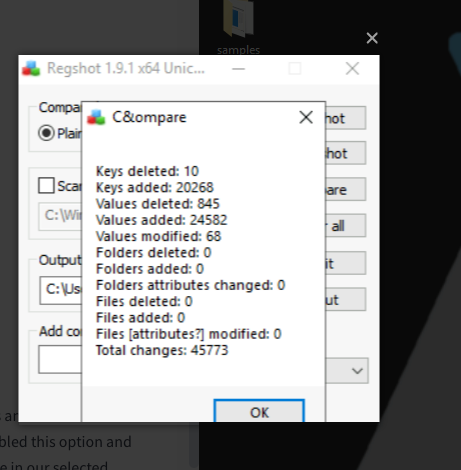 samples
Regshot 1.9.1 x64 Unic...
C&ompare
Keys deleted: 10
Keys added: 20268
Values deleted: 845
Values added: 24582
Values modified: 68
Folders deleted: 0
Folders added: 0
Folders attributes changed: 0
Files deleted: 0
Files added: 0
Files [attributes?] modified: 0
Total changes: 45773
OK
Compa
Plain
Scan
C:\Win
Output
C:\Use
Add co
hot
shot
are
r all
it
ut
bled this option and
e in our selected